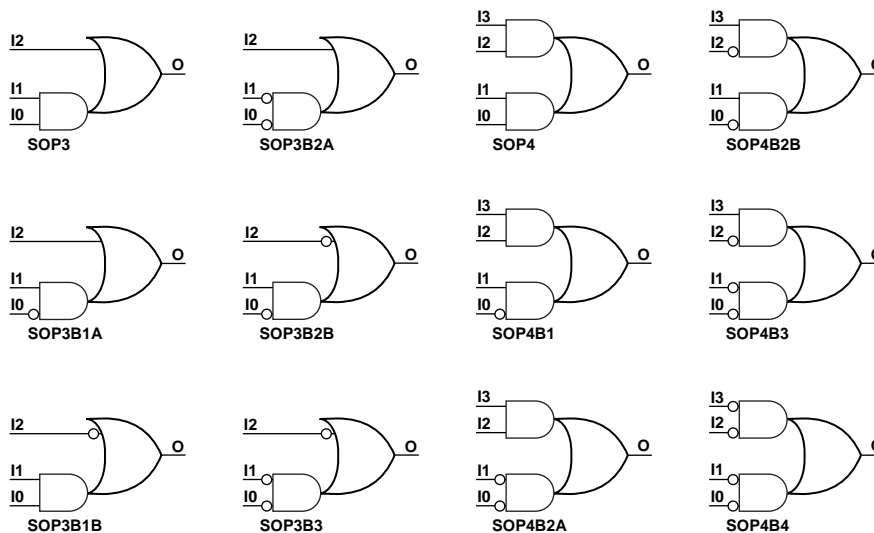 I2
O
I1
I0
SOP3
I2
O
I1
I0
SOP3B2A
I3
I2
O
I1
I0
SOP4
I3
I2
O
I1
I0
SOP4B2B
I2
O
I1
I0
SOP3B1A
I2
O
I1
I0
SOP3B2B
I3
I2
O
I1
I0
SOP4B1
I3
I2
O
I1
I0
SOP4B3
I2
O
I1
I0
SOP3B1B
I2
O
I1
I0
SOP3B3
I3
I2
O
I1
I0
SOP4B2A
I3
I2
O
I1
I0
SOP4B4